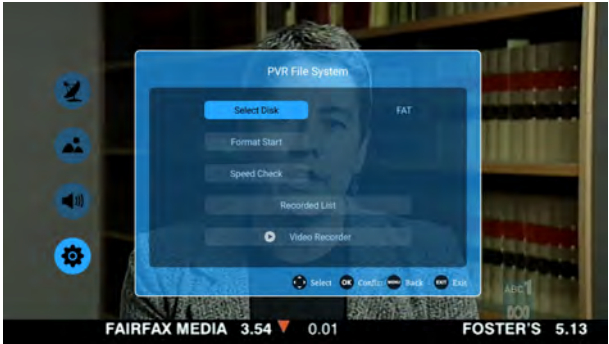 PVR File System
Select Disk FAT
Format Start
Speed Check
Recorded List
Video Recorder
Select OK Confirm MENU Back EXIT Exit
ABC1
FAIRFAX MEDIA 3.54 0.01 FOSTER'S 5.13